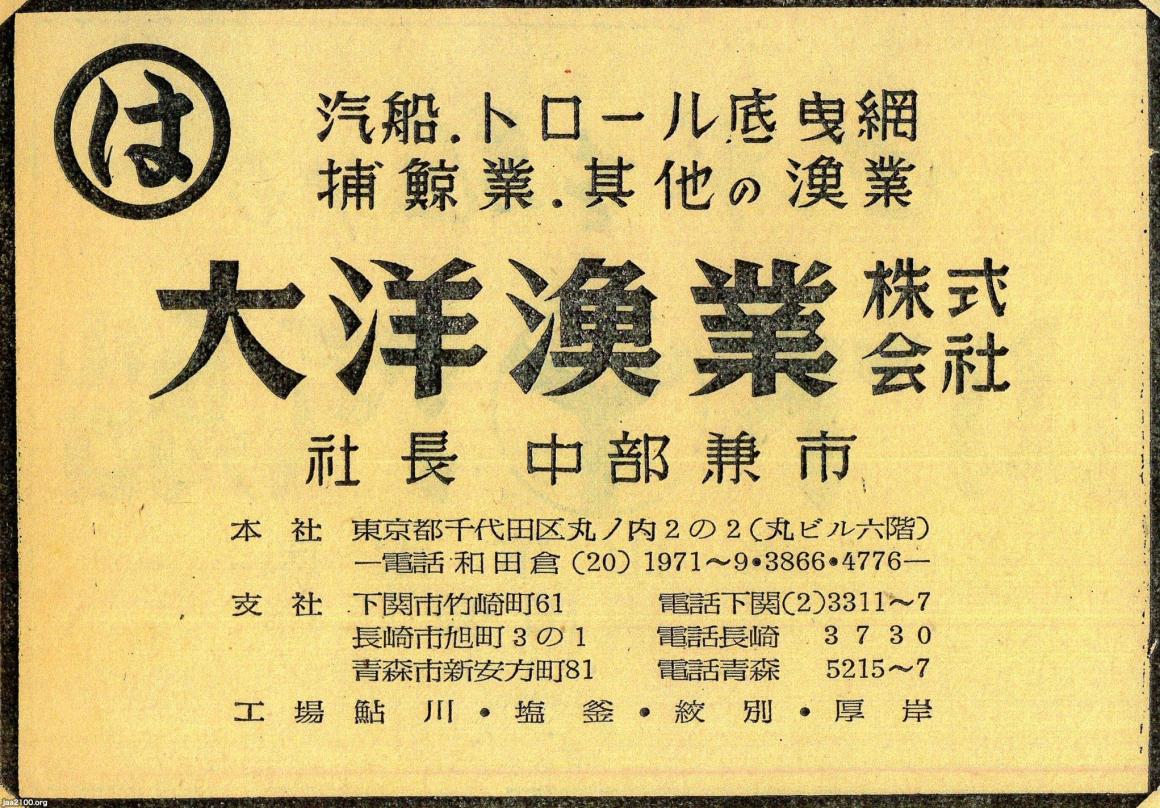 は
汽船.トロール底曳網
捕鯨業.其他の漁業
大洋漁業株式会社
社長 中部兼市
本社 東京都千代田区丸ノ内2の2(丸ビル六階)
―電話和田倉(20)1971～9•3866•4776―
支社 下関市竹崎町61 電話下関(2)3311～7
長崎市旭町3の1 電話長崎 3730
青森市新安方町81 電話青森 5215～7
工場 鮎川・塩釜・紋別・厚岸
jaa2100.org